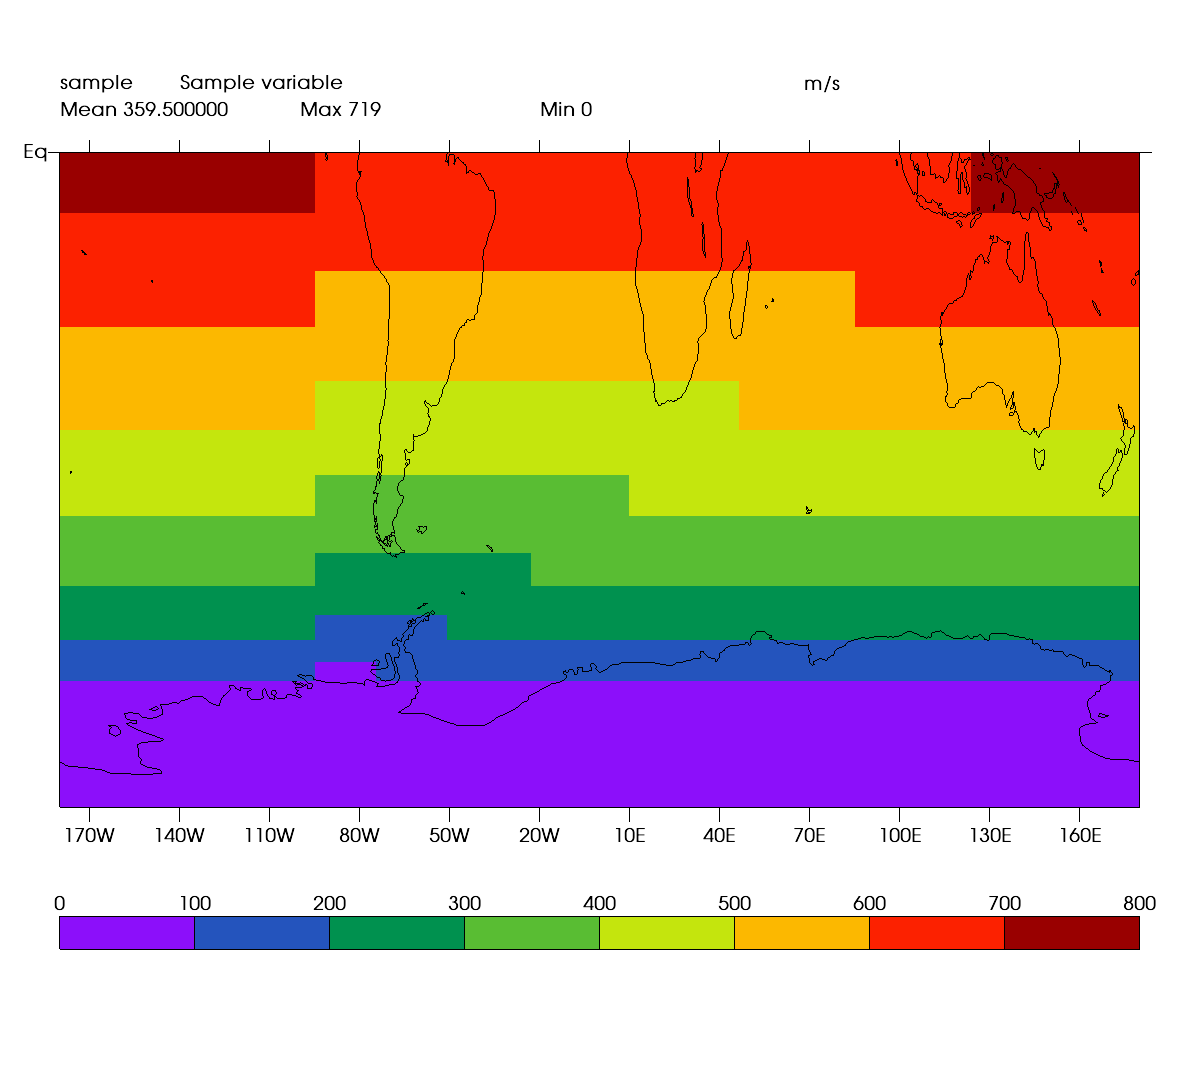 sample Sample variable m/s
Mean 359.500000 Max 719 Min 0
Eq
170W 140W 110W 80W 50W 20W 10E 40E 70E 100E 130E 160E
0 100 200 300 400 500 600 700 800